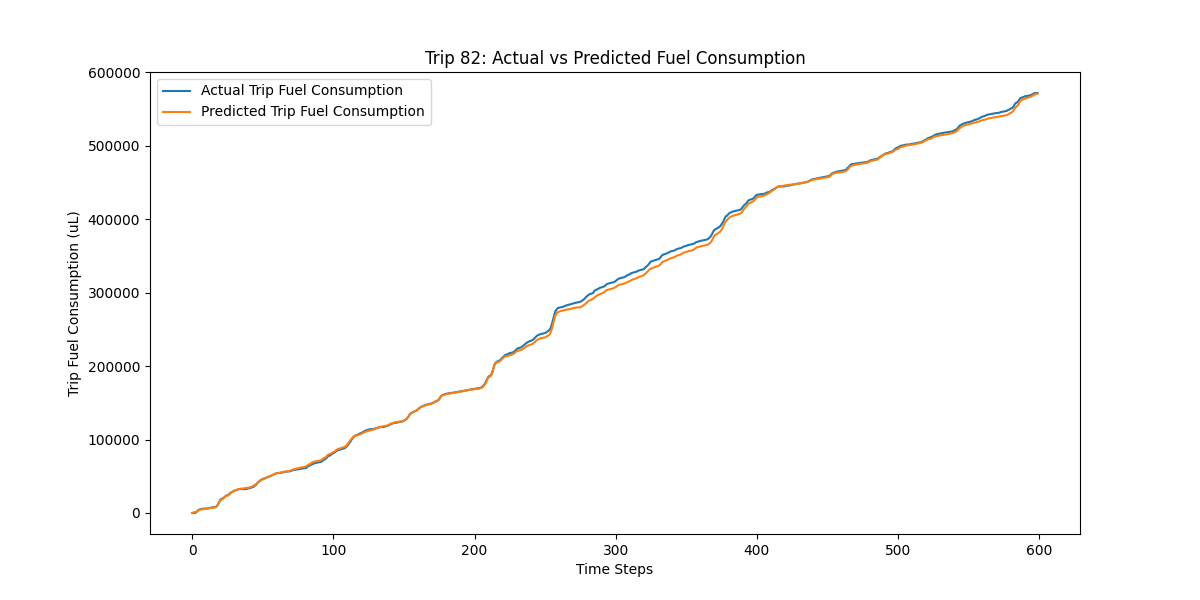 Trip 82: Actual vs Predicted Fuel Consumption
Actual Trip Fuel Consumption
Predicted Trip Fuel Consumption
Trip Fuel Consumption (uL)
600000
500000
400000
300000
200000
100000
0
0 100 200 300 400 500 600
Time Steps